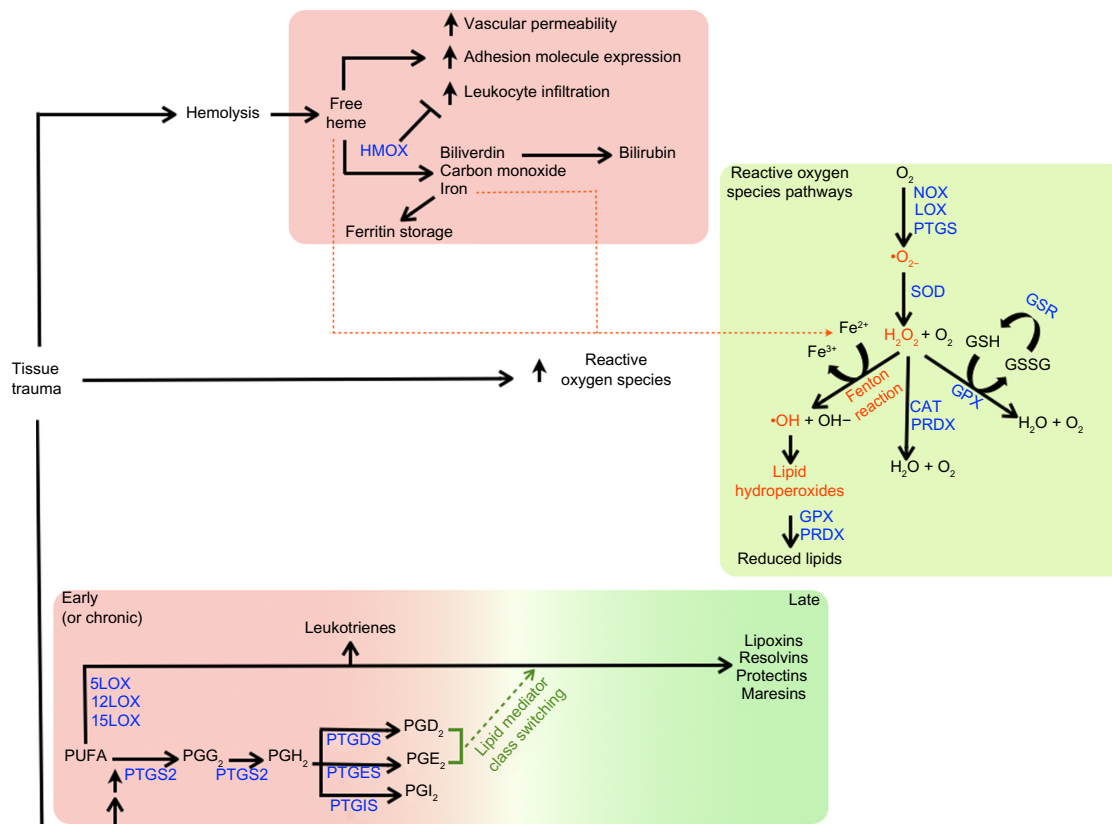 Vascular permeability
Adhesion molecule expression
Leukocyte infiltration
Hemolysis
Free
heme
HMOX
Biliverdin
Carbon monoxide
Iron
Bilirubin
Ferritin storage
Tissue
trauma
Reactive
oxygen species
Reactive oxygen
species pathways
O₂
NOX
LOX
PTGS
•O₂₋
SOD
Fe²⁺
H₂O₂ + O₂
GSH
GSR
GSSG
Fe³⁺
Fenton
reaction
GPX
CAT
PRDX
•OH + OH−
H₂O + O₂
H₂O + O₂
Lipid
hydroperoxides
GPX
PRDX
Reduced lipids
Early
(or chronic)
Late
Leukotrienes
Lipoxins
Resolvins
Protectins
Maresins
5LOX
12LOX
15LOX
PUFA
PTGS2
PGG₂
PTGS2
PGH₂
PTGDS
PGD₂
PTGES
PGE₂
PTGIS
PGI₂
Lipid mediator
class switching